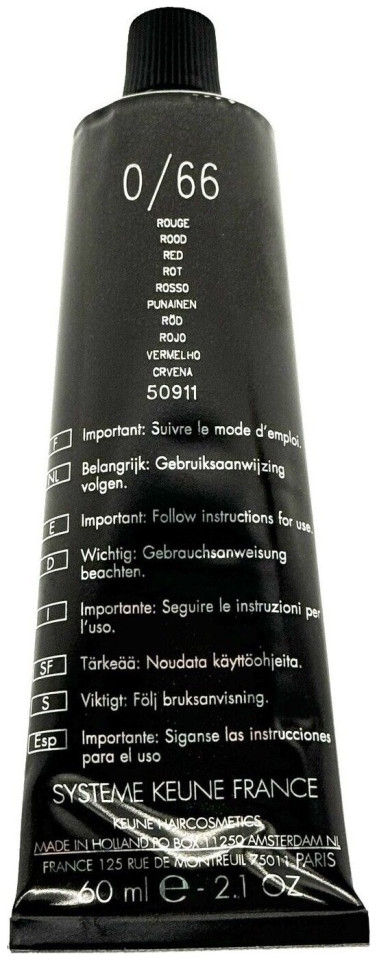 0/66
ROUGE
ROOD
RED
ROT
ROSSO
PUNAINEN
RÖD
ROJO
VERMELHO
CRVENA
50911
F Important: Suivre le mode d'emploi.
NL Belangrijk: Gebruiksaanwijzing
volgen.
E Important: Follow instructions for use.
D Wichtig: Gebrauchsanweisung
beachten.
I Importante: Seguire le instruzioni per
l'uso.
SF Tärkeää: Noudata käyttöohjeita.
S Viktigt: Följ bruksanvisning.
Esp Importante: Siganse las instrucciones
para el uso
SYSTEME KEUNE FRANCE
KEUNE HAIRCOSMETICS
MADE IN HOLLAND PO BOX 11250 AMSTERDAM NL
FRANCE 125 RUE DE MONTREUIL 75011 PARIS
60 ml e - 2.1 OZ